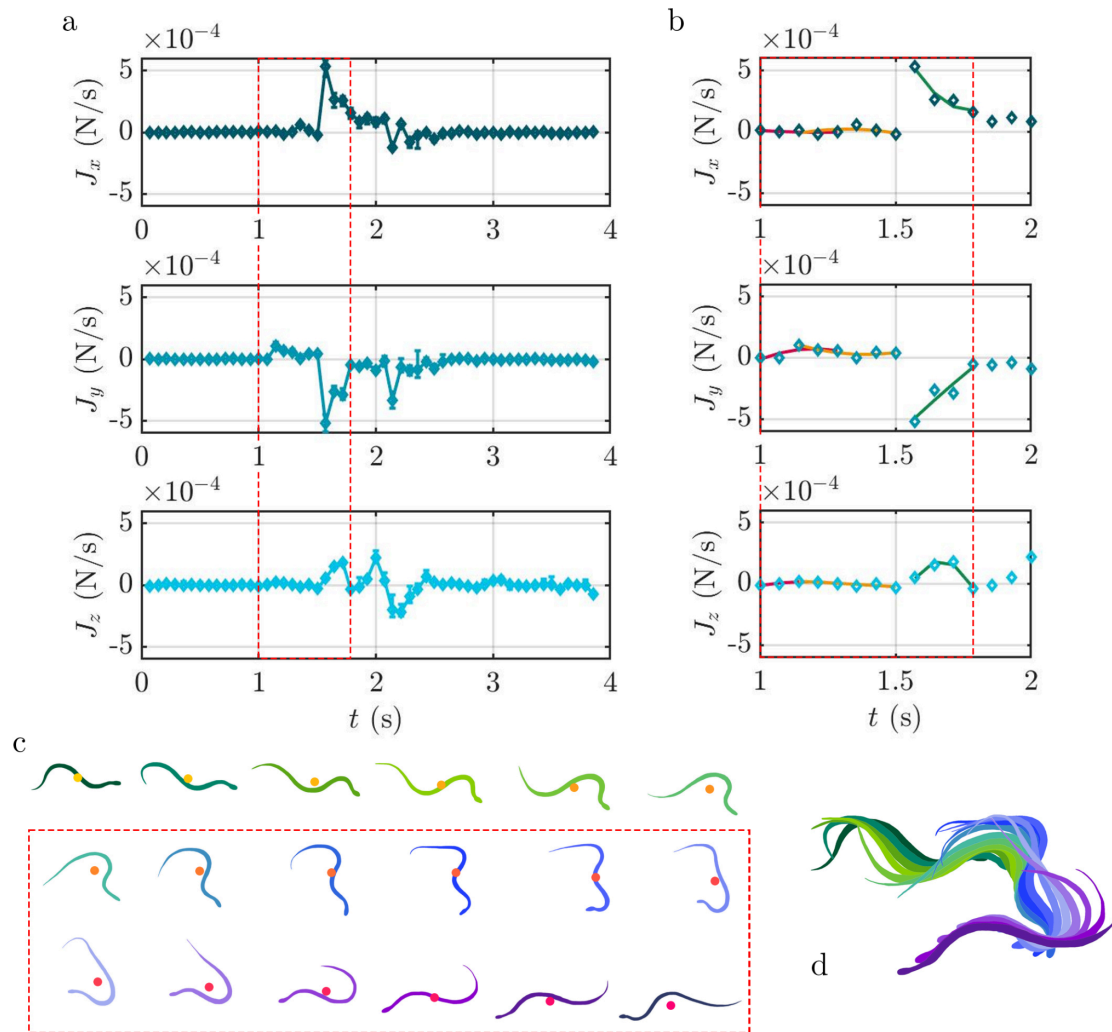 a
b
×10⁻⁴
×10⁻⁴
5
0
-5
J_x (N/s)
0 1 2 3 4
5
0
-5
J_x (N/s)
1 1.5 2
×10⁻⁴
×10⁻⁴
5
0
-5
J_y (N/s)
0 1 2 3 4
5
0
-5
J_y (N/s)
1 1.5 2
×10⁻⁴
×10⁻⁴
5
0
-5
J_z (N/s)
0 1 2 3 4
t (s)
5
0
-5
J_z (N/s)
1 1.5 2
t (s)
c
d